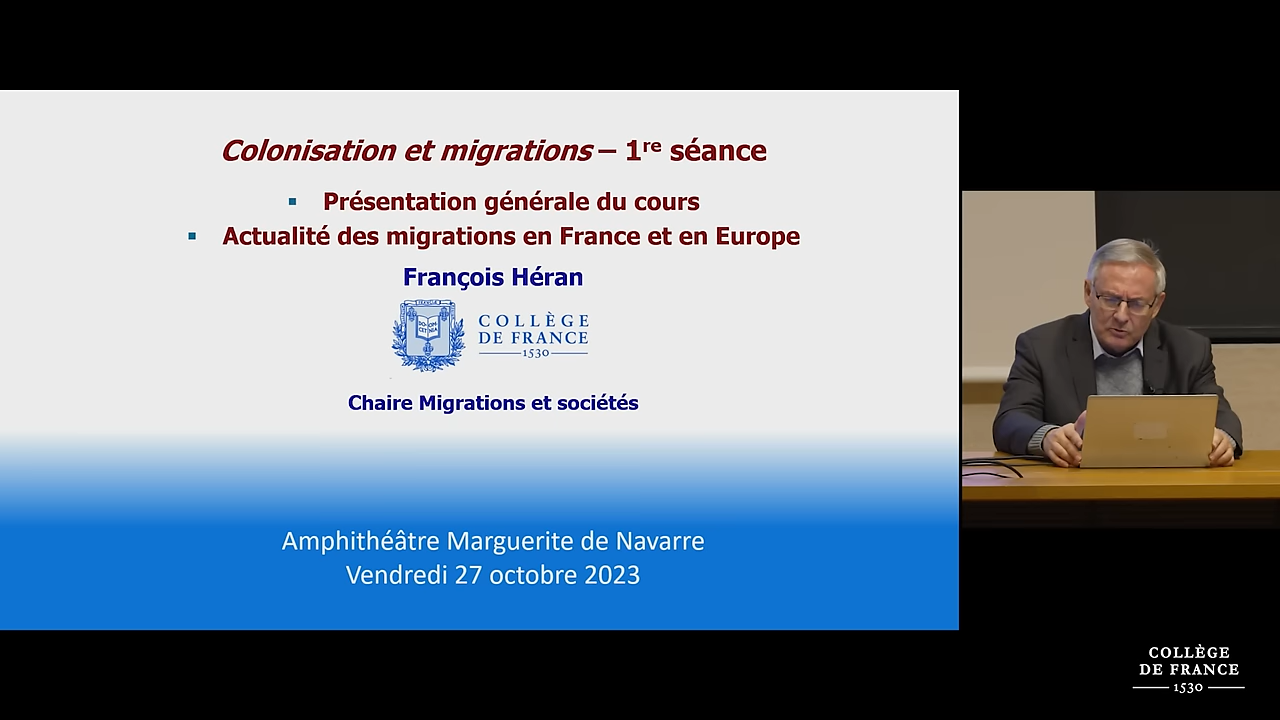 Colonisation et migrations – 1re séance
▪ Présentation générale du cours
▪ Actualité des migrations en France et en Europe
François Héran
COLLÈGE
DE FRANCE
1530
Chaire Migrations et sociétés
Amphithéâtre Marguerite de Navarre
Vendredi 27 octobre 2023
COLLÈGE
DE FRANCE
1530